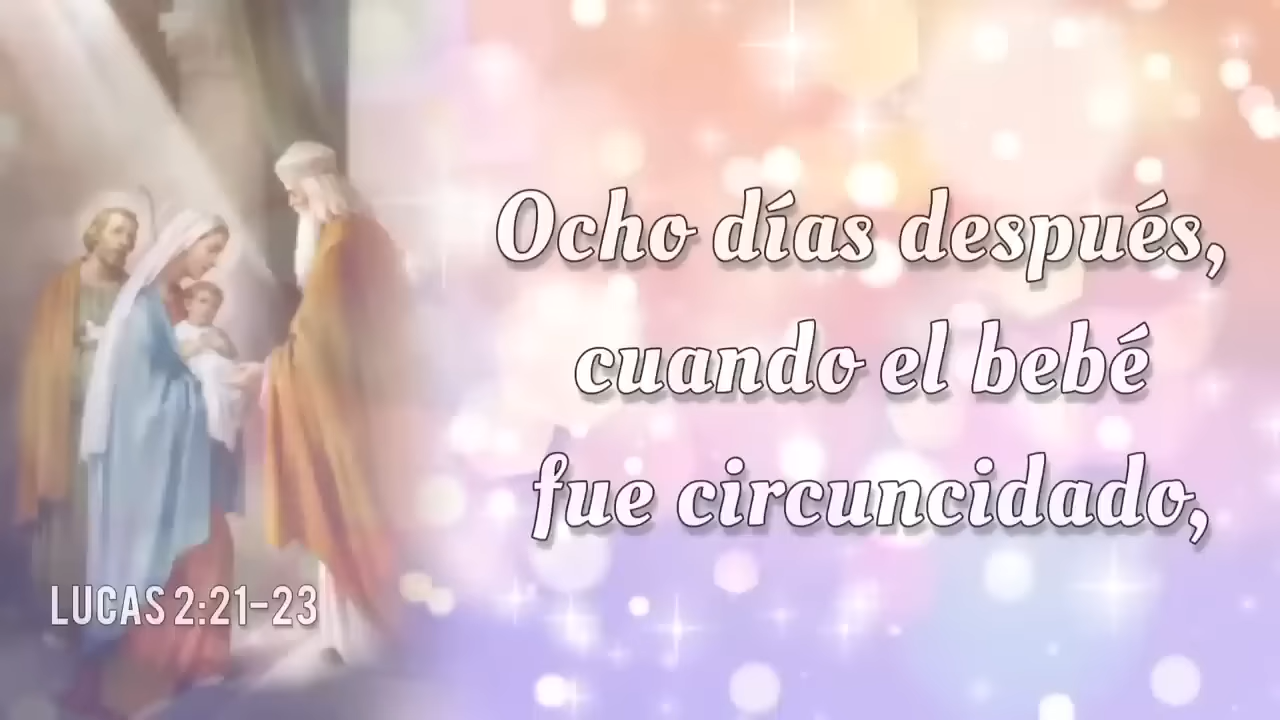 Ocho días después,
cuando el bebé
fue circuncidado,
LUCAS 2:21-23